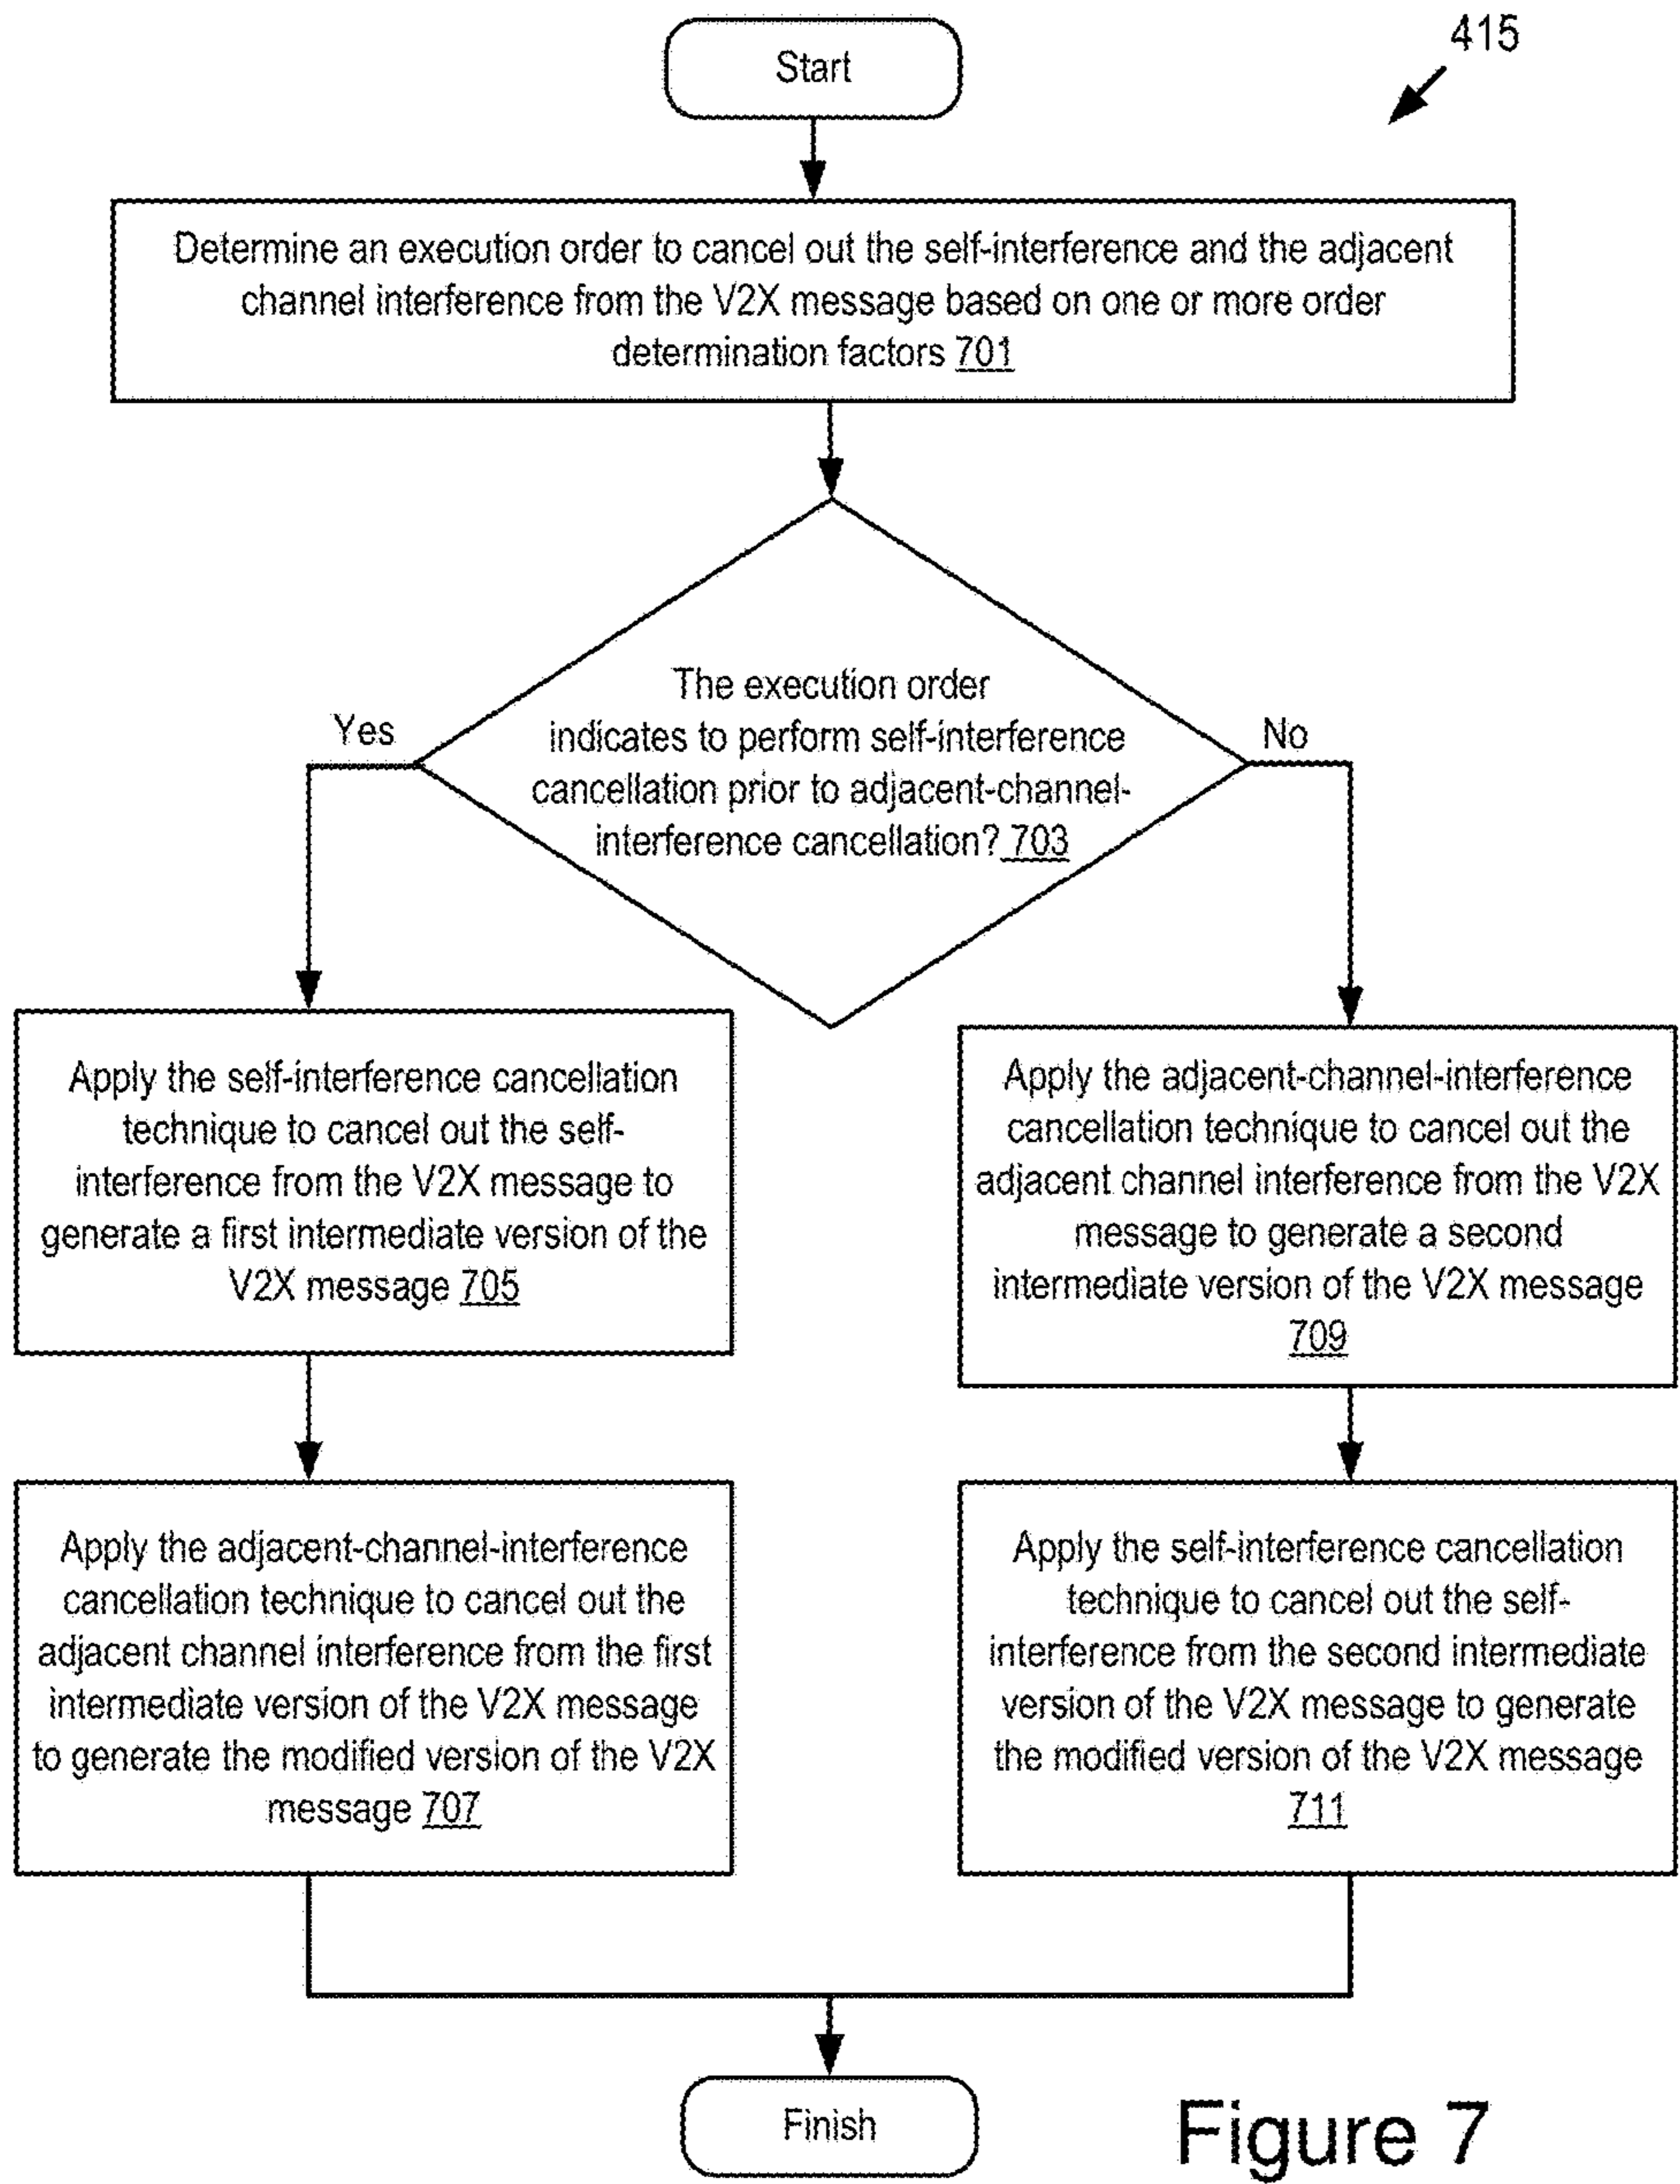 415
Start
Determine an execution order to cancel out the self-interference and the adjacent
channel interference from the V2X message based on one or more order
determination factors 701
The execution order
indicates to perform self-interference
cancellation prior to adjacent-channel-
interference cancellation? 703
Yes
No
Apply the self-interference cancellation
technique to cancel out the self-
interference from the V2X message to
generate a first intermediate version of the
V2X message 705
Apply the adjacent-channel-interference
cancellation technique to cancel out the
adjacent channel interference from the V2X
message to generate a second
intermediate version of the V2X message
709
Apply the adjacent-channel-interference
cancellation technique to cancel out the
adjacent channel interference from the first
intermediate version of the V2X message
to generate the modified version of the V2X
message 707
Apply the self-interference cancellation
technique to cancel out the self-
interference from the second intermediate
version of the V2X message to generate
the modified version of the V2X message
711
Finish
Figure 7